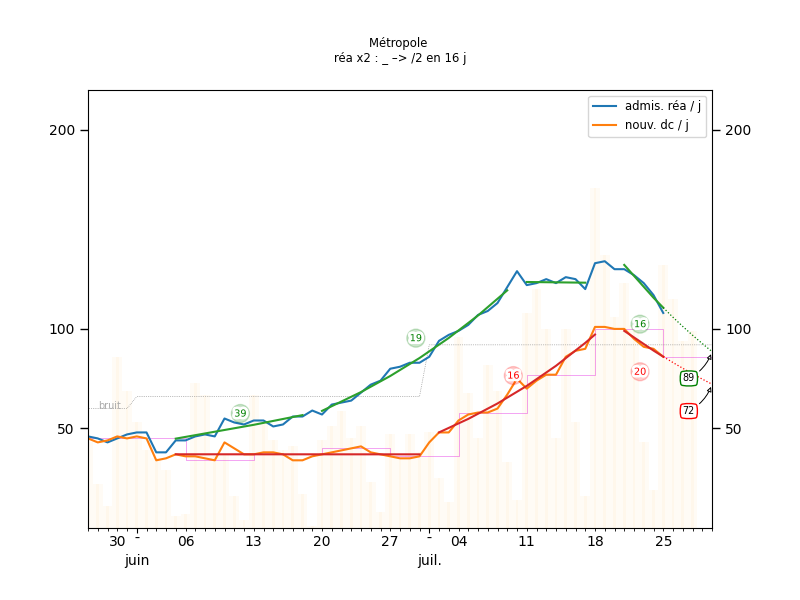 Métropole
réa x2 : _ –> /2 en 16 j
admis. réa / j
nouv. dc / j
200
200
100
100
50
50
bruit
39
19
16
16
20
89
72
30 - 06 13 20 27 - 04 11 18 25
juin juil.